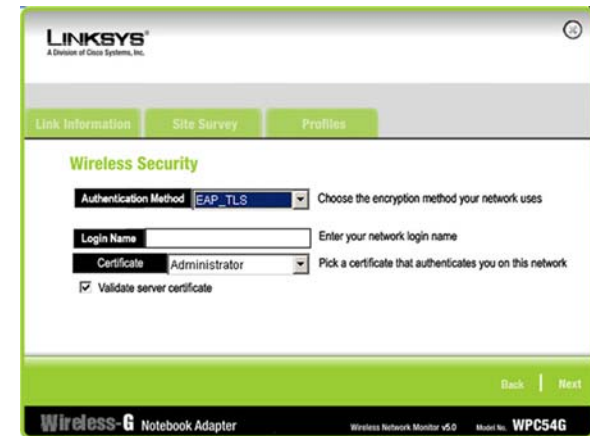 LINKSYS®
A Division of Cisco Systems, Inc.
Link Information Site Survey Profiles
Wireless Security
Authentication Method EAP_TLS Choose the encryption method your network uses
Login Name Enter your network login name
Certificate Administrator Pick a certificate that authenticates you on this network
Validate server certificate
Back | Next
Wireless-G Notebook Adapter Wireless Network Monitor v5.0 Model No. WPC54G